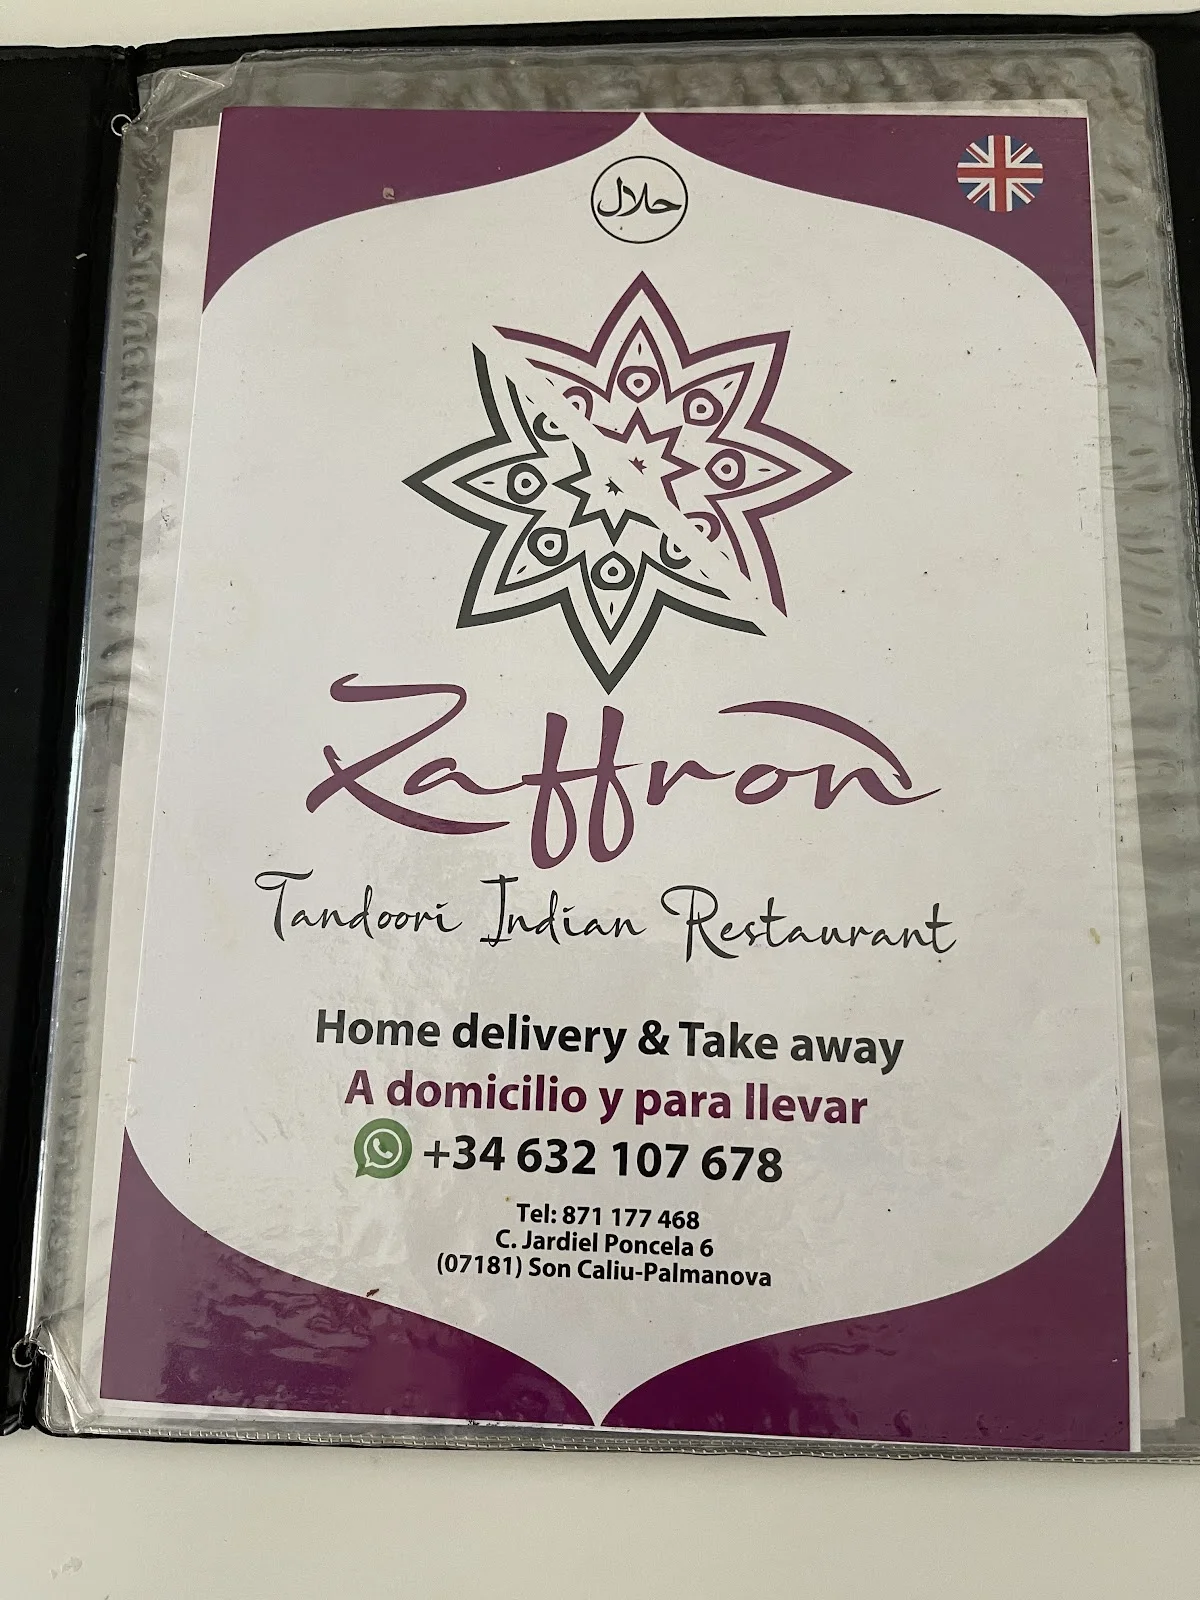 حلال
Zaffron
Tandoori Indian Restaurant
Home delivery & Take away
A domicilio y para llevar
+34 632 107 678
Tel: 871 177 468
C. Jardiel Poncela 6
(07181) Son Caliu-Palmanova